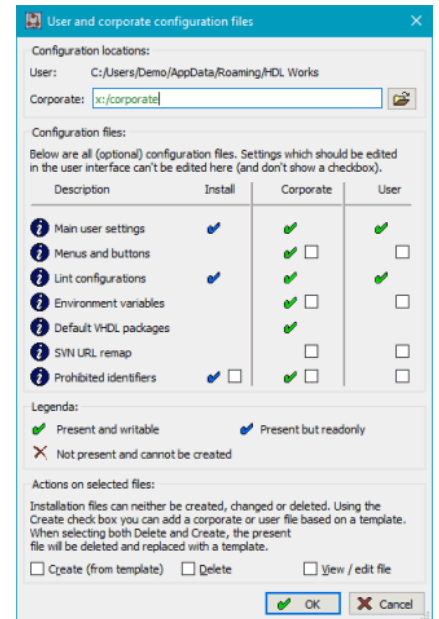 User and corporate configuration files
Configuration locations:
User: C:/Users/Demo/AppData/Roaming/HDL Works
Corporate: x:/corporate
Configuration files:
Below are all (optional) configuration files. Settings which should be edited
in the user interface can't be edited here (and don't show a checkbox).
Description Install Corporate User
Main user settings
Menus and buttons
Lint configurations
Environment variables
Default VHDL packages
SVN URL remap
Prohibited identifiers
Legenda:
Present and writable Present but readonly
Not present and cannot be created
Actions on selected files:
Installation files can neither be created, changed or deleted. Using the
Create check box you can add a corporate or user file based on a template.
When selecting both Delete and Create, the present
file will be deleted and replaced with a template.
Create (from template) Delete View / edit file
OK Cancel